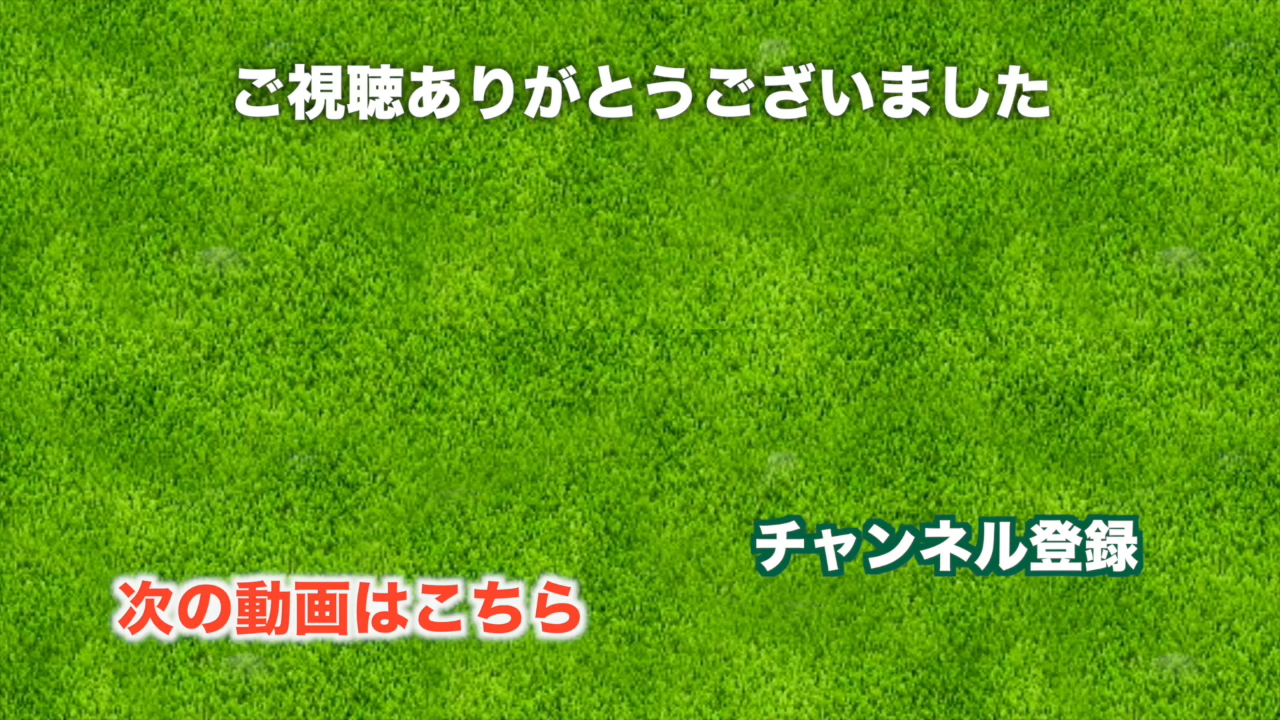 ご視聴ありがとうございました
チャンネル登録
次の動画はこちら